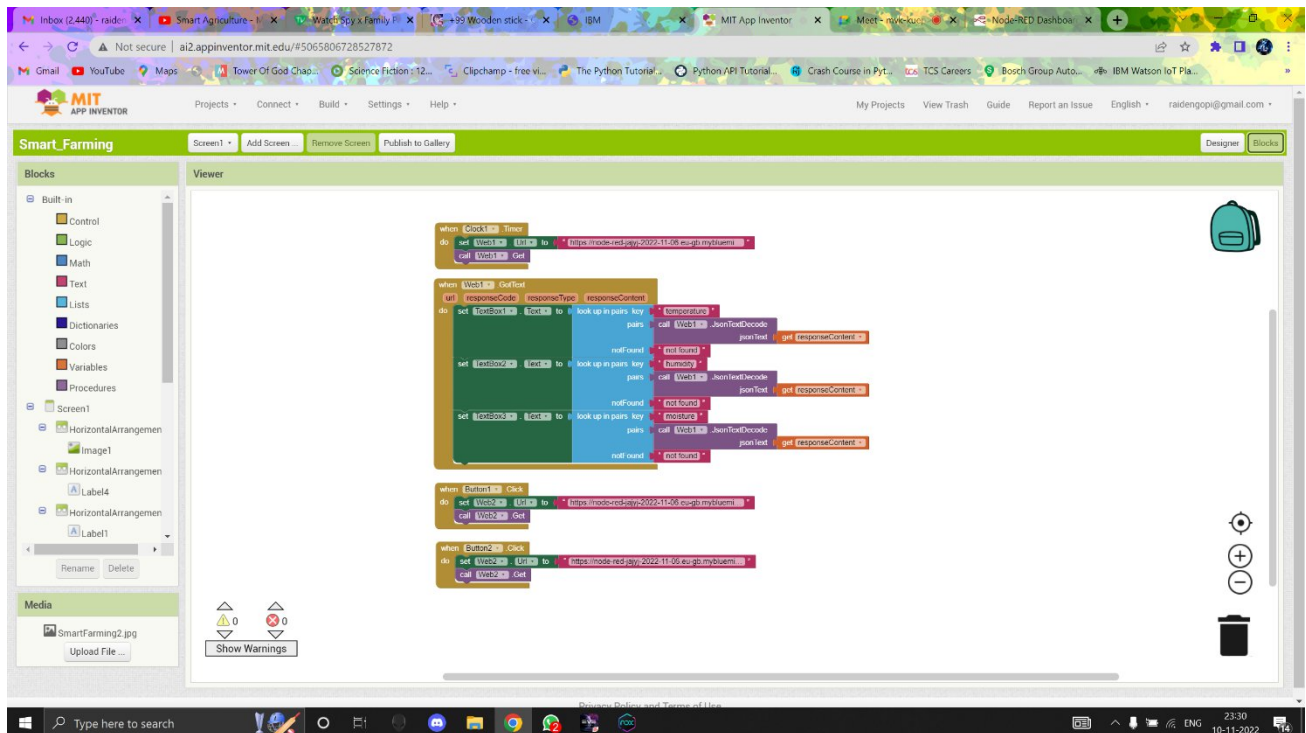 Inbox (2,440) - raiden
Smart Agriculture - N
Watch Spy x Family F
+99 Wooden stick -
IBM
MIT App Inventor
Meet - mvk-kuc
Node-RED Dashboa
Not secure | ai2.appinventor.mit.edu/#5065806728527872
Gmail YouTube Maps Tower Of God Chap... Science Fiction : 12... Clipchamp - free vi... The Python Tutorial... Python API Tutorial... Crash Course in Pyt... TCS Careers Bosch Group Auto... IBM Watson IoT Pla... »
MIT
APP INVENTOR
Projects Connect Build Settings Help My Projects View Trash Guide Report an Issue English raidengopi@gmail.com
Smart_Farming Screen1 Add Screen ... Remove Screen Publish to Gallery Designer Blocks
Blocks Viewer
Built-in
Control
Logic
Math
Text
Lists
Dictionaries
Colors
Variables
Procedures
Screen1
HorizontalArrangemen
Image1
HorizontalArrangemen
Label4
HorizontalArrangemen
Label1
Rename Delete
Media
SmartFarming2.jpg
Upload File ...
when Clock1 .Timer
do set Web1 . Url to " https://node-red-jajyj-2022-11-06.eu-gb.mybluemi... "
call Web1 .Get
when Web1 .GotText
url responseCode responseType responseContent
do set TextBox1 . Text to look up in pairs key " temperature "
pairs call Web1 .JsonTextDecode
jsonText get responseContent
notFound " not found "
set TextBox2 . Text to look up in pairs key " humidity "
pairs call Web1 .JsonTextDecode
jsonText get responseContent
notFound " not found "
set TextBox3 . Text to look up in pairs key " moisture "
pairs call Web1 .JsonTextDecode
jsonText get responseContent
notFound " not found "
when Button1 .Click
do set Web2 . Url to " https://node-red-jajyj-2022-11-06.eu-gb.mybluemi... "
call Web2 .Get
when Button2 .Click
do set Web2 . Url to " https://node-red-jajyj-2022-11-06.eu-gb.mybluemi... "
call Web2 .Get
0 0
Show Warnings
Privacy Policy and Terms of Use
Type here to search
ENG
23:30
10-11-2022
14